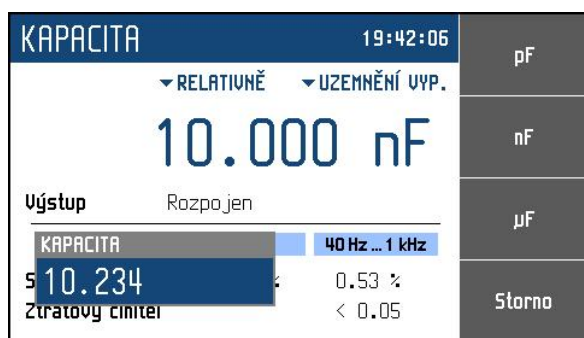 KAPACITA 19:42:06
RELATIVNĚ UZEMNĚNÍ VYP.
10.000 nF
Výstup Rozpojen
KAPACITA 40 Hz ... 1 kHz
10.234 % 0.53 %
Ztrátový činitel < 0.05
pF
nF
µF
Storno